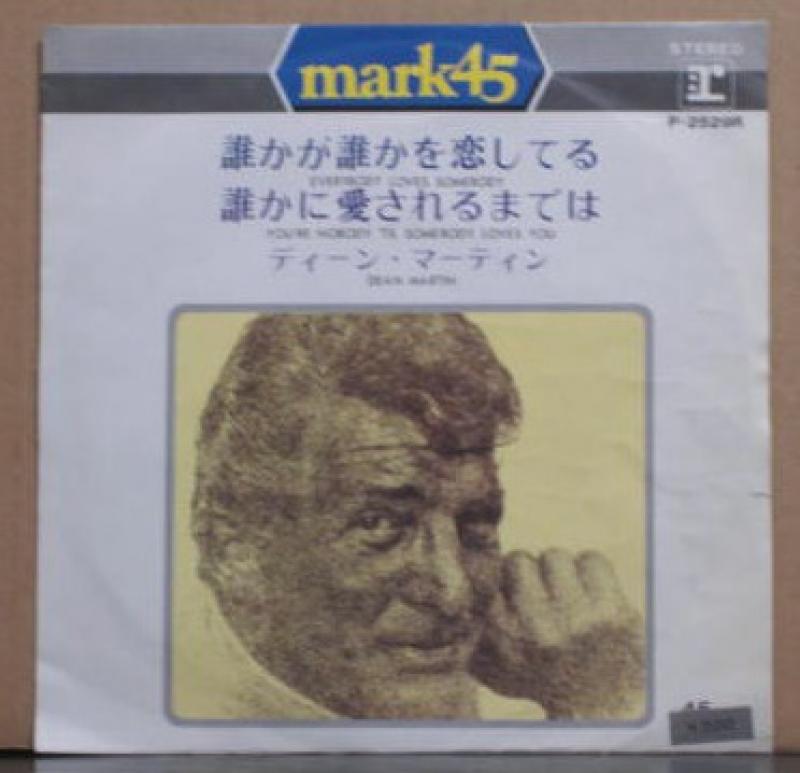 mark45
STEREO
P-2529R
誰かが誰かを恋してる
EVERYBODY LOVES SOMEBODY
誰かに愛されるまでは
YOU'RE NOBODY 'TIL SOMEBODY LOVES YOU
ディーン・マーティン
DEAN MARTIN